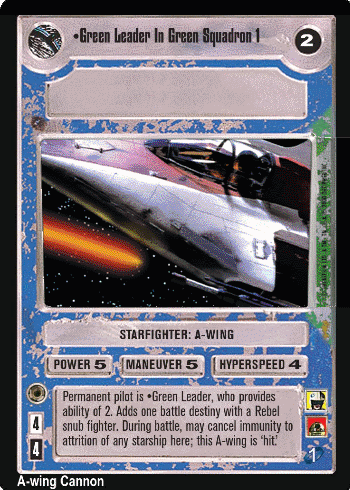 •Green Leader In Green Squadron 1
2
STARFIGHTER: A-WING
POWER 5
MANEUVER 5
HYPERSPEED 4
Permanent pilot is •Green Leader, who provides
ability of 2. Adds one battle destiny with a Rebel
snub fighter. During battle, may cancel immunity to
attrition of any starship here; this A-wing is 'hit.'
4
4
1
A-wing Cannon